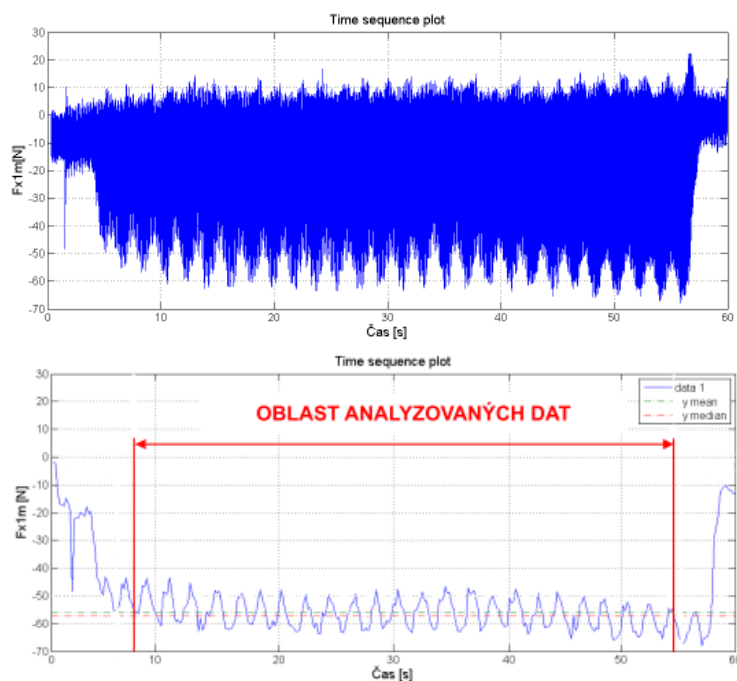 Time sequence plot
30
20
10
0
-10
-20
-30
-40
-50
-60
-70
Fx1m[N]
0 10 20 30 40 50 60
Čas [s]
Time sequence plot
30
20
10
0
-10
-20
-30
-40
-50
-60
-70
Fx1m [N]
data 1
y mean
y median
OBLAST ANALYZOVANÝCH DAT
0 10 20 30 40 50 60
Čas [s]